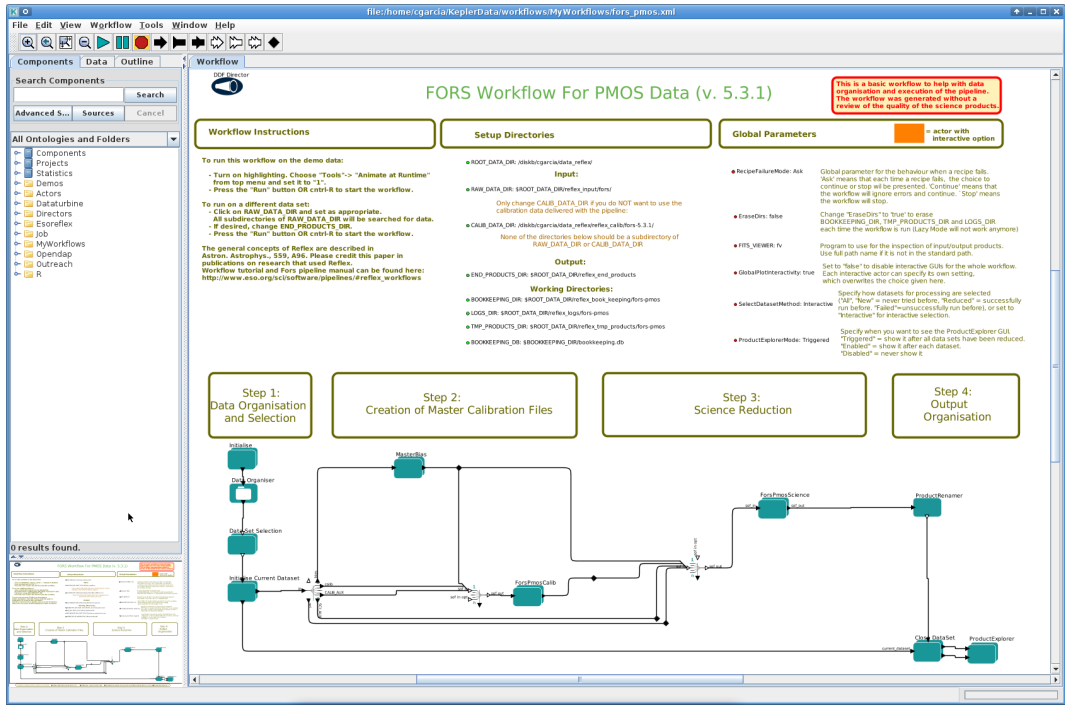 file:/home/cgarcia/KeplerData/workflows/MyWorkflows/fors_pmos.xml
File Edit View Workflow Tools Window Help
Components Data Outline
Search Components
Search
Advanced S... Sources Cancel
All Ontologies and Folders
Components
Projects
Statistics
Demos
Actors
Dataturbine
Directors
Esoreflex
Job
MyWorkflows
Opendap
Outreach
R
0 results found.
Workflow
DDF Director
FORS Workflow For PMOS Data (v. 5.3.1)
This is a basic workflow to help with data
organisation and execution of the pipeline.
The workflow was generated without a
review of the quality of the science products.
Workflow Instructions
To run this workflow on the demo data:
- Turn on highlighting. Choose "Tools"-> "Animate at Runtime"
from top menu and set it to "1".
- Press the "Run" button OR cntrl-R to start the workflow.
To run on a different data set:
- Click on RAW_DATA_DIR and set as appropriate.
All subdirectories of RAW_DATA_DIR will be searched for data.
- If desired, change END_PRODUCTS_DIR.
- Press the "Run" button OR cntrl-R to start the workflow.
The general concepts of Reflex are described in
Astron. Astrophys., 559, A96. Please credit this paper in
publications on research that used Reflex.
Workflow tutorial and Fors pipeline manual can be found here:
http://www.eso.org/sci/software/pipelines/#reflex_workflows
Setup Directories
ROOT_DATA_DIR: /diskb/cgarcia/data_reflex/
Input:
RAW_DATA_DIR: $ROOT_DATA_DIR/reflex_input/fors/
Only change CALIB_DATA_DIR if you do NOT want to use the
calibration data delivered with the pipeline:
CALIB_DATA_DIR: /diskb/cgarcia/data_reflex/reflex_calib/fors-5.3.1/
None of the directories below should be a subdirectory of
RAW_DATA_DIR or CALIB_DATA_DIR
Output:
END_PRODUCTS_DIR: $ROOT_DATA_DIR/reflex_end_products
Working Directories:
BOOKKEEPING_DIR: $ROOT_DATA_DIR/reflex_book_keeping/fors-pmos
LOGS_DIR: $ROOT_DATA_DIR/reflex_logs/fors-pmos
TMP_PRODUCTS_DIR: $ROOT_DATA_DIR/reflex_tmp_products/fors-pmos
BOOKKEEPING_DB: $BOOKKEEPING_DIR/bookkeeping.db
Global Parameters
= actor with
interactive option
RecipeFailureMode: Ask
Global parameter for the behaviour when a recipe fails.
'Ask' means that each time a recipe fails, the choice to
continue or stop wil be presented. 'Continue' means that
the workflow will ignore errors and continue. 'Stop' means
the workflow will stop.
EraseDirs: false
Change "EraseDirs" to "true" to erase
BOOKKEEPING_DIR, TMP_PRODUCTS_DIR and LOGS_DIR
each time the workflow is run (Lazy Mode will not work anymore)
FITS_VIEWER: fv
Program to use for the inspection of input/output products.
Use full path name if it is not in the standard path.
GlobalPlotInteractivity: true
Set to "false" to disable interactive GUIs for the whole workflow.
Each interactive actor can specify its own setting,
which overwrites the choice given here.
SelectDatasetMethod: Interactive
Specify how datasets for processing are selected
("All", "New" = never tried before, "Reduced" = successfully
run before. "Failed"=unsuccessfully run before), or set to
"Interactive" for interactive selection.
ProductExplorerMode: Triggered
Specify when you want to see the ProductExplorer GUI.
"Triggered" = show it after all data sets have been reduced.
"Enabled" = show it after each dataset.
"Disabled" = never show it
Step 1:
Data Organisation
and Selection
Step 2:
Creation of Master Calibration Files
Step 3:
Science Reduction
Step 4:
Output
Organisation
Initialise
Data Organiser
DataSet Selection
Initialise Current Dataset
MasterBias
CALIB_AUX
sof in opt
sof out
ForsPmosCalib
sof in opt
sof out
sof_in
sof_out
ForsPmosScience
ProductRenamer
current_dataset
Close DataSet
ProductExplorer